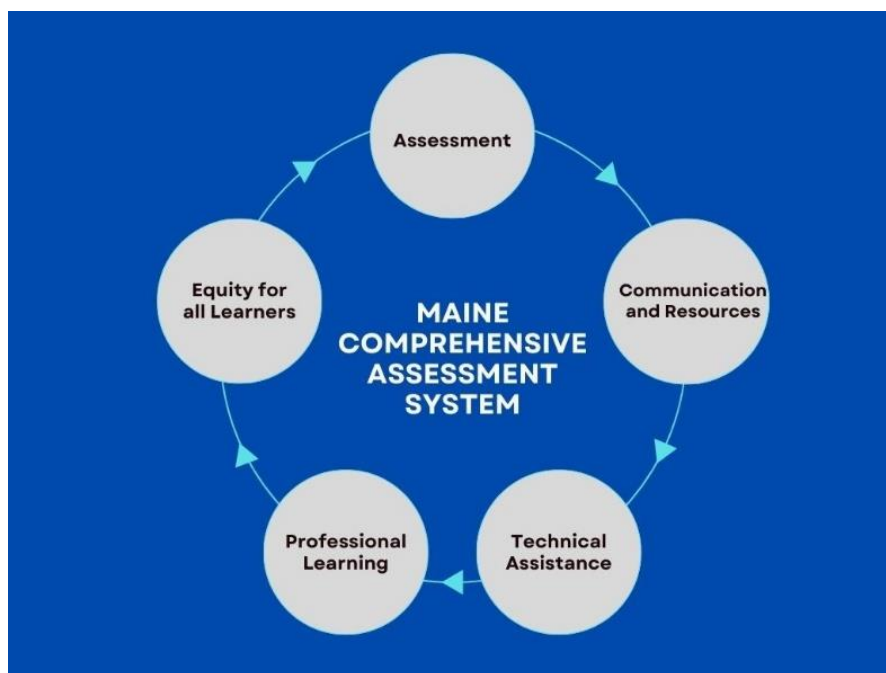 Assessment
Equity for
all Learners
Communication
and Resources
MAINE
COMPREHENSIVE
ASSESSMENT
SYSTEM
Professional
Learning
Technical
Assistance